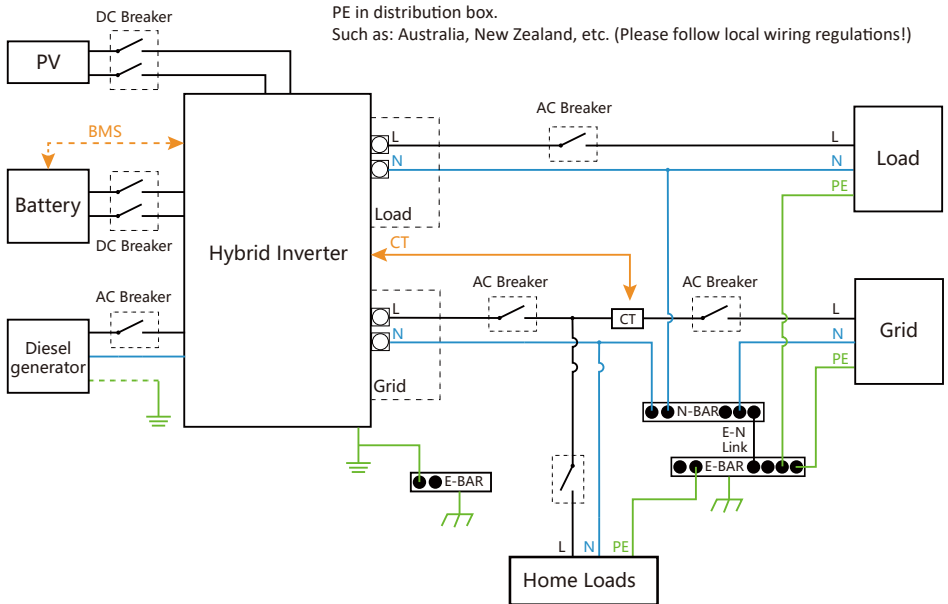 PE in distribution box.
Such as: Australia, New Zealand, etc. (Please follow local wiring regulations!)
DC Breaker
PV
AC Breaker
BMS
L
N
L
N
PE
Load
Battery
Load
DC Breaker
Hybrid Inverter
CT
AC Breaker
AC Breaker
AC Breaker
L
N
CT
L
N
PE
Grid
Diesel
generator
Grid
N-BAR
E-N
Link
E-BAR
E-BAR
L
N
PE
Home Loads